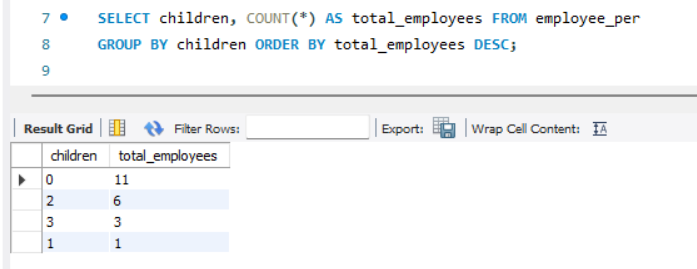 7 SELECT children, COUNT(*) AS total_employees FROM employee_per
8 GROUP BY children ORDER BY total_employees DESC;
9
Result Grid Filter Rows: Export: Wrap Cell Content: IA
children total_employees
0 11
2 6
3 3
1 1